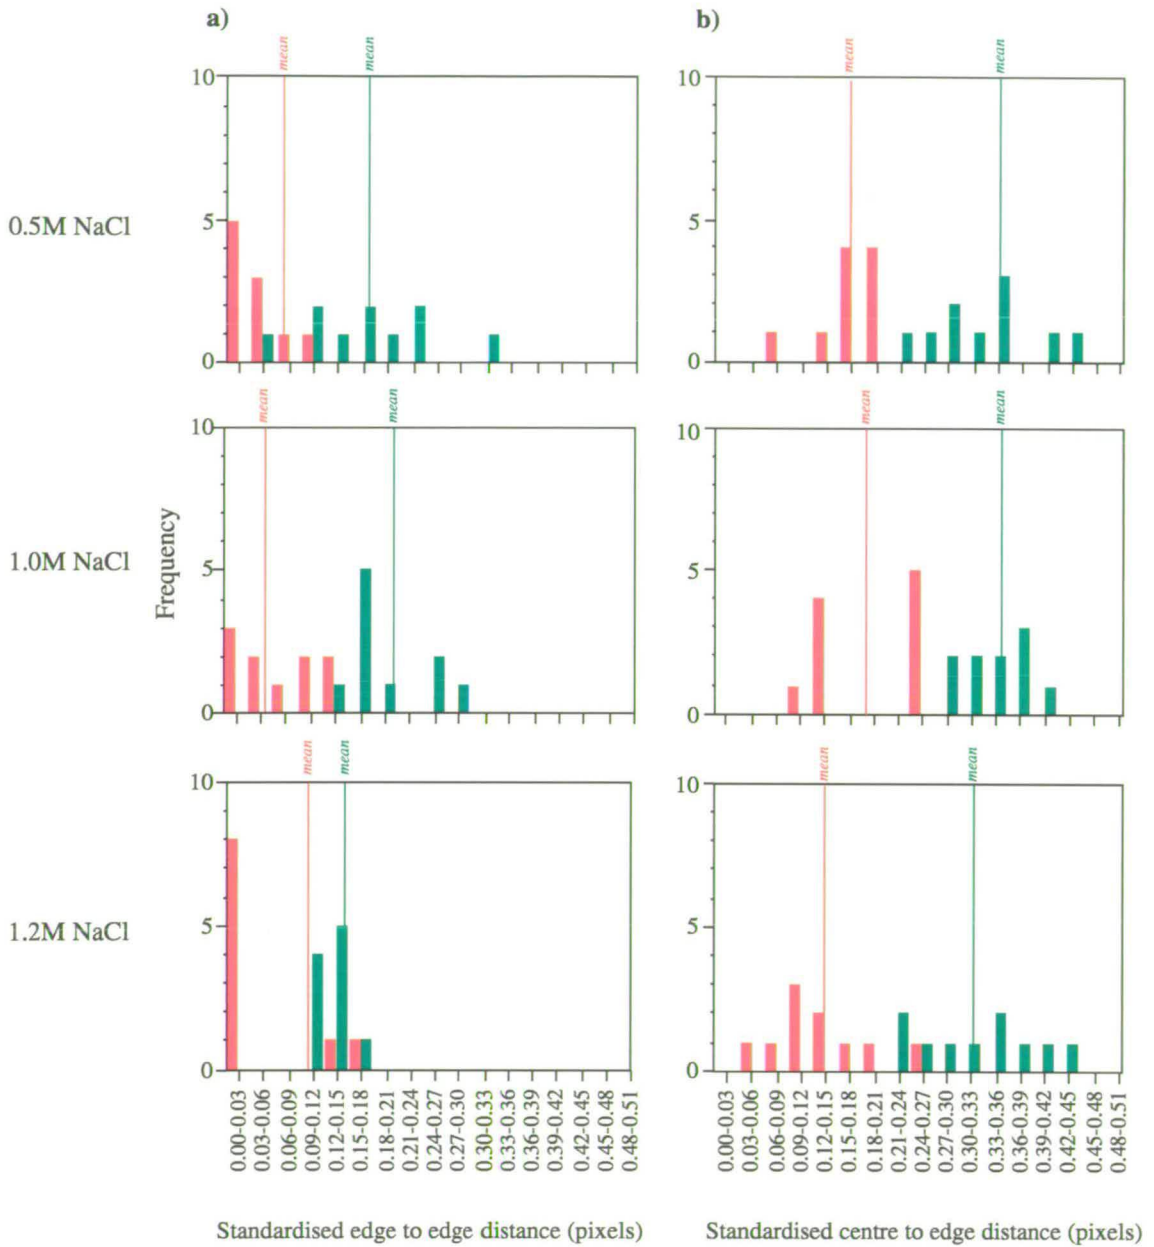 a)
b)
mean
mean
mean
mean
10
5
0
10
5
0
0.5M NaCl
mean
mean
mean
mean
10
5
0
10
5
0
1.0M NaCl
Frequency
mean
mean
mean
mean
10
5
0
10
5
0
1.2M NaCl
0.00-0.03
0.03-0.06
0.06-0.09
0.09-0.12
0.12-0.15
0.15-0.18
0.18-0.21
0.21-0.24
0.24-0.27
0.27-0.30
0.30-0.33
0.33-0.36
0.36-0.39
0.39-0.42
0.42-0.45
0.45-0.48
0.48-0.51
0.00-0.03
0.03-0.06
0.06-0.09
0.09-0.12
0.12-0.15
0.15-0.18
0.18-0.21
0.21-0.24
0.24-0.27
0.27-0.30
0.30-0.33
0.33-0.36
0.36-0.39
0.39-0.42
0.42-0.45
0.45-0.48
0.48-0.51
Standardised edge to edge distance (pixels)
Standardised centre to edge distance (pixels)